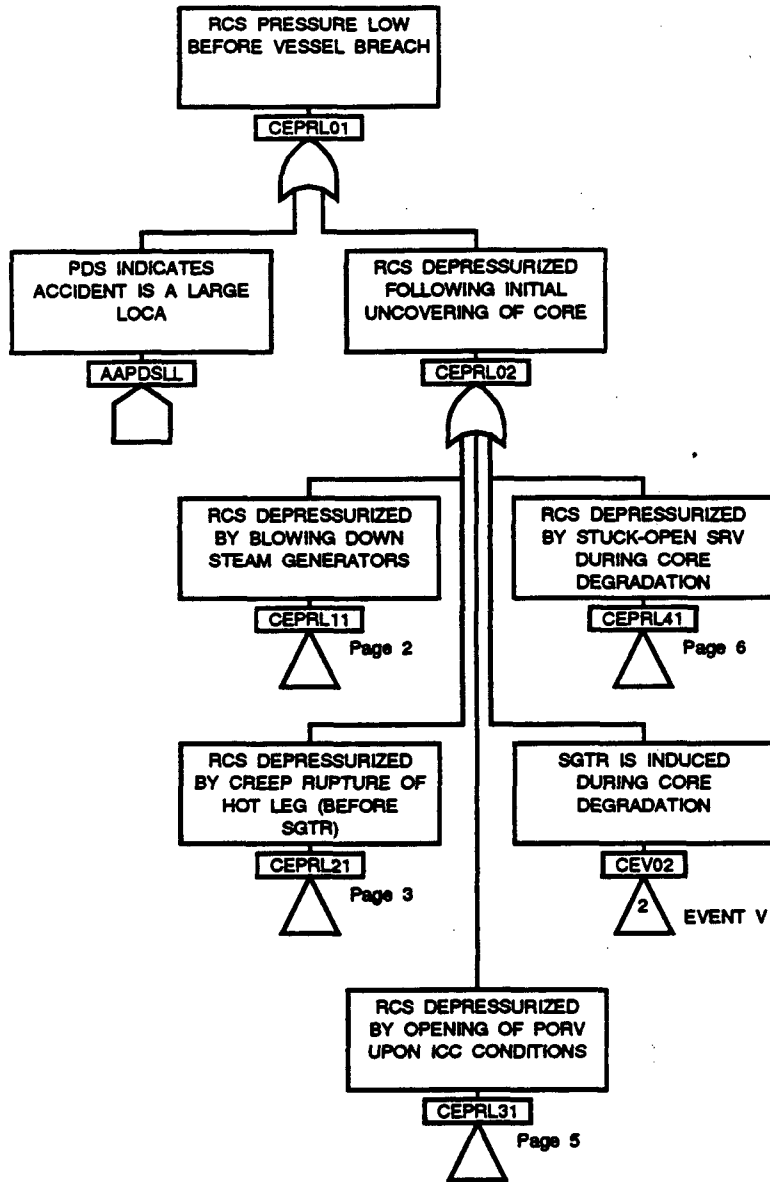 RCS PRESSURE LOW
BEFORE VESSEL BREACH
CEPRL01
PDS INDICATES
ACCIDENT IS A LARGE
LOCA
AAPDSLL
RCS DEPRESSURIZED
FOLLOWING INITIAL
UNCOVERING OF CORE
CEPRL02
RCS DEPRESSURIZED
BY BLOWING DOWN
STEAM GENERATORS
CEPRL11
Page 2
RCS DEPRESSURIZED
BY STUCK-OPEN SRV
DURING CORE
DEGRADATION
CEPRL41
Page 6
RCS DEPRESSURIZED
BY CREEP RUPTURE OF
HOT LEG (BEFORE
SGTR)
CEPRL21
Page 3
SGTR IS INDUCED
DURING CORE
DEGRADATION
CEV02
2
EVENT V
RCS DEPRESSURIZED
BY OPENING OF PORV
UPON ICC CONDITIONS
CEPRL31
Page 5